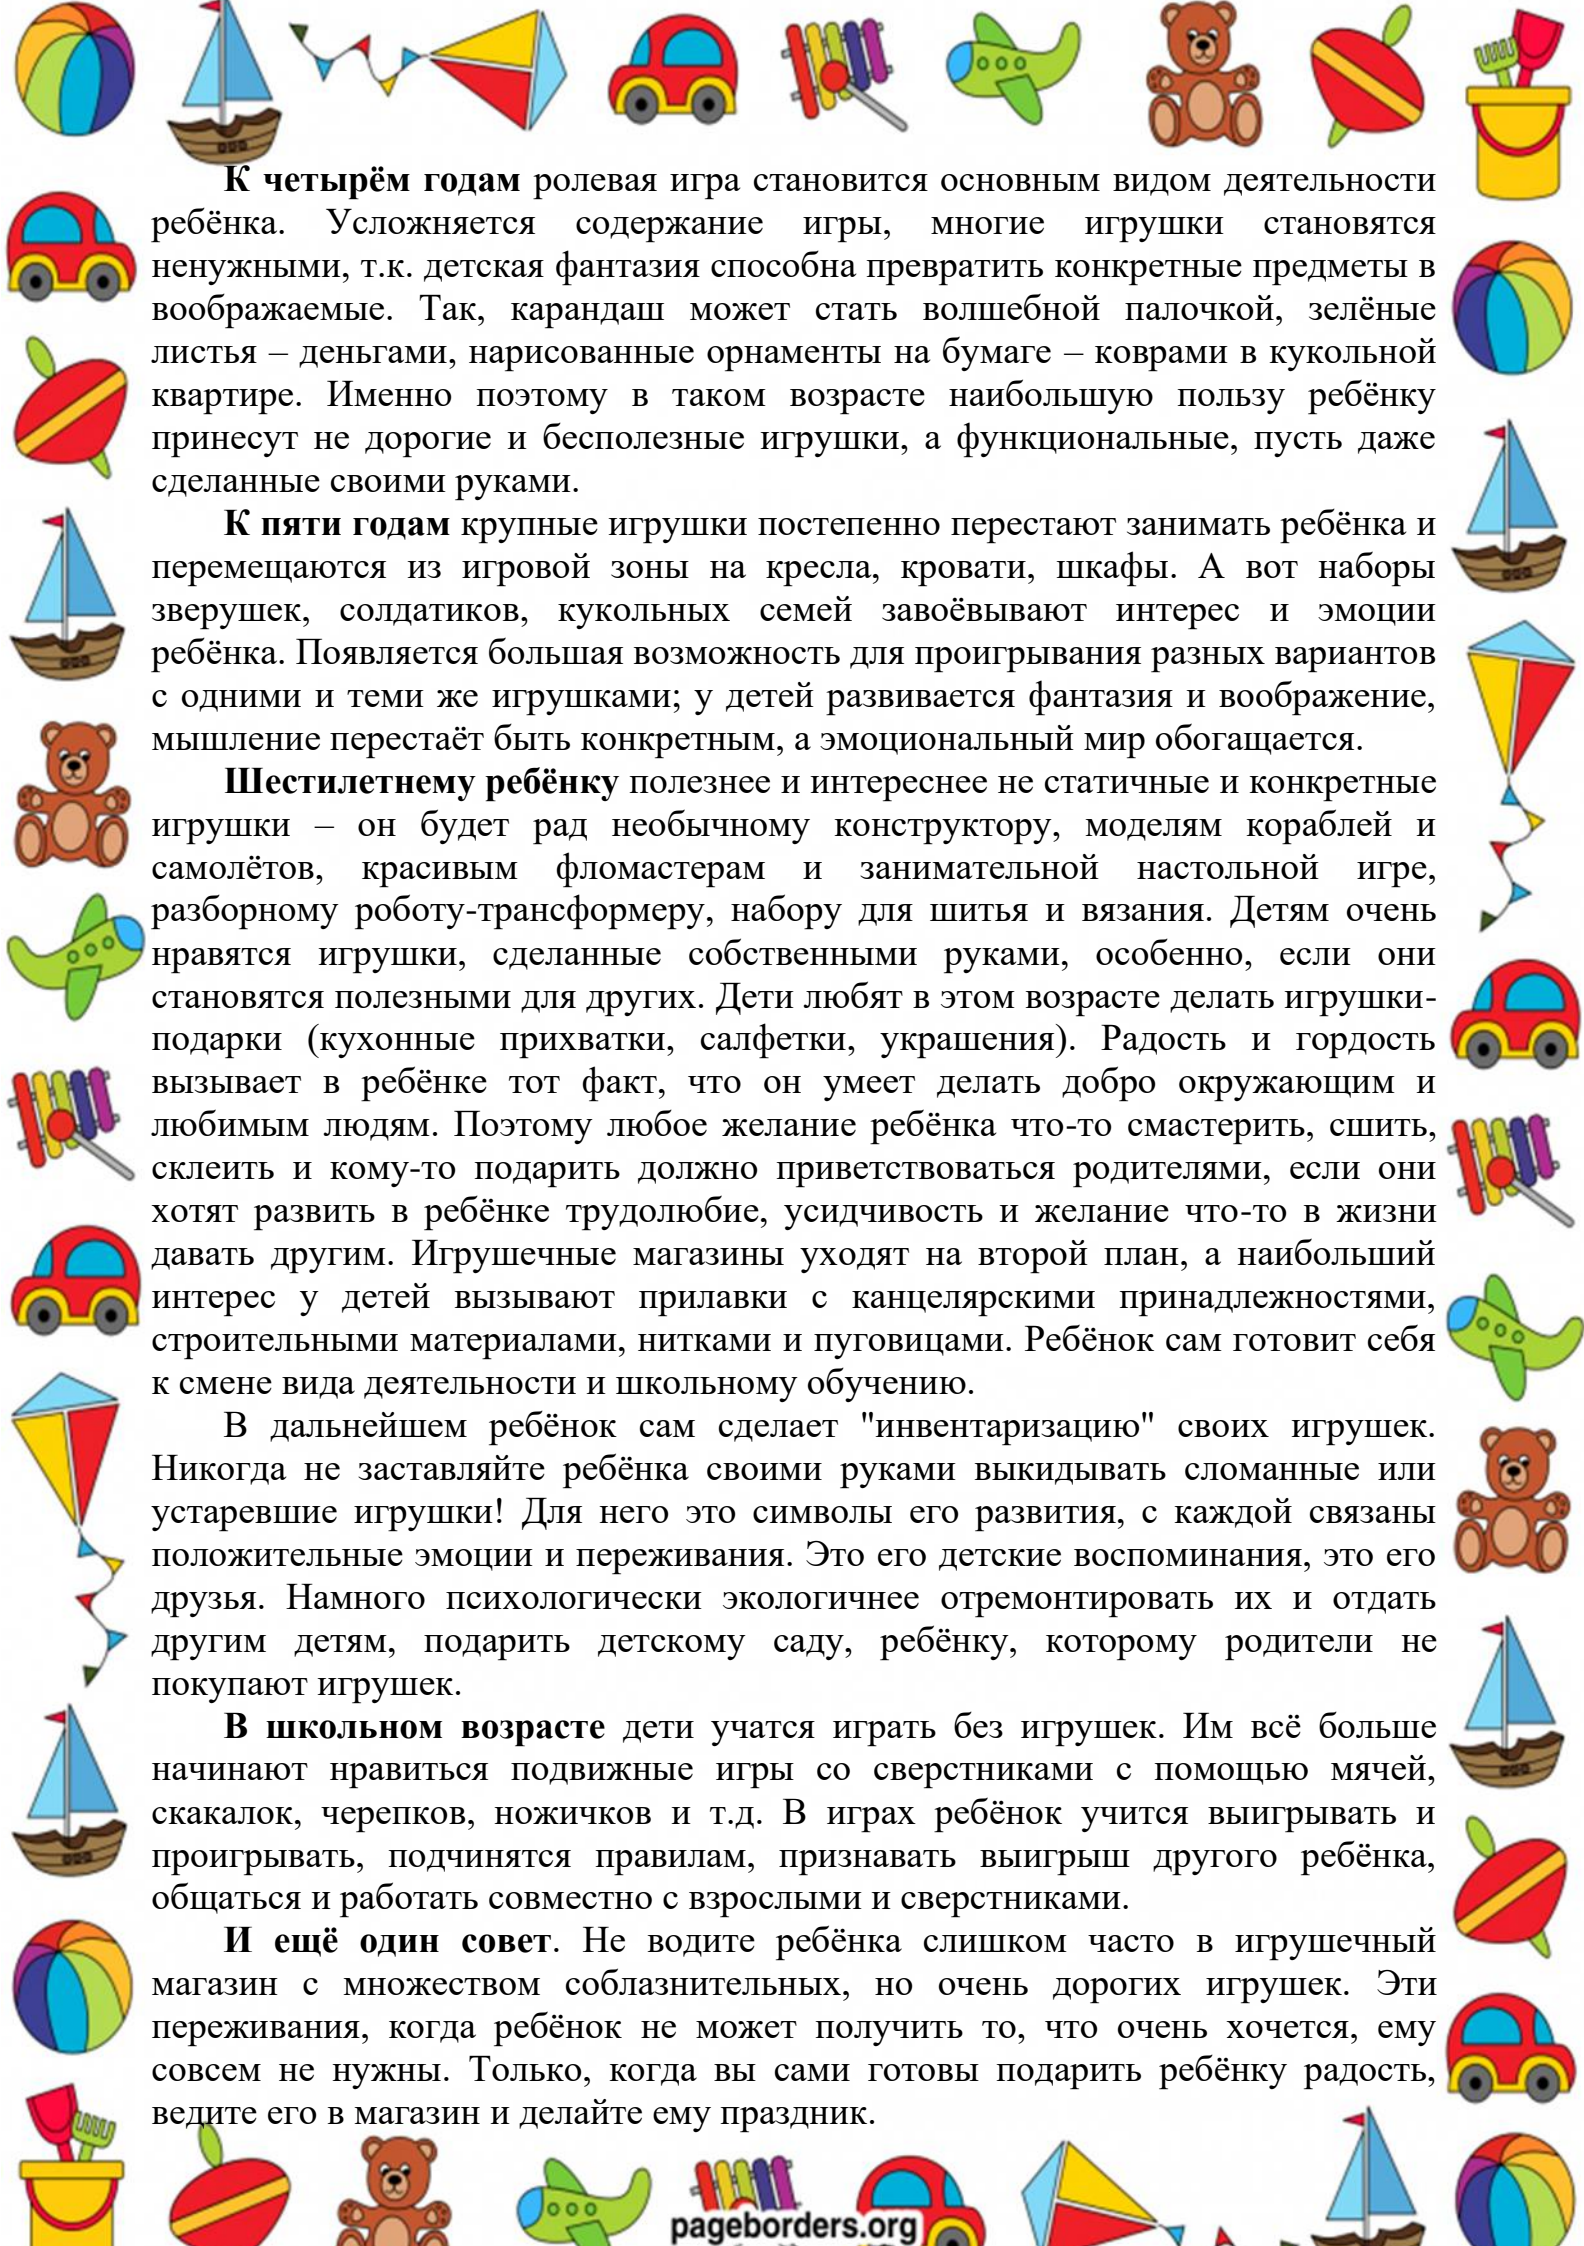 К четырём годам ролевая игра становится основным видом деятельности
ребёнка. Усложняется содержание игры, многие игрушки становятся
ненужными, т.к. детская фантазия способна превратить конкретные предметы в
воображаемые. Так, карандаш может стать волшебной палочкой, зелёные
листья – деньгами, нарисованные орнаменты на бумаге – коврами в кукольной
квартире. Именно поэтому в таком возрасте наибольшую пользу ребёнку
принесут не дорогие и бесполезные игрушки, а функциональные, пусть даже
сделанные своими руками.
К пяти годам крупные игрушки постепенно перестают занимать ребёнка и
перемещаются из игровой зоны на кресла, кровати, шкафы. А вот наборы
зверушек, солдатиков, кукольных семей завоёвывают интерес и эмоции
ребёнка. Появляется большая возможность для проигрывания разных вариантов
с одними и теми же игрушками; у детей развивается фантазия и воображение,
мышление перестаёт быть конкретным, а эмоциональный мир обогащается.
Шестилетнему ребёнку полезнее и интереснее не статичные и конкретные
игрушки – он будет рад необычному конструктору, моделям кораблей и
самолётов, красивым фломастерам и занимательной настольной игре,
разборному роботу-трансформеру, набору для шитья и вязания. Детям очень
нравятся игрушки, сделанные собственными руками, особенно, если они
становятся полезными для других. Дети любят в этом возрасте делать игрушки-
подарки (кухонные прихватки, салфетки, украшения). Радость и гордость
вызывает в ребёнке тот факт, что он умеет делать добро окружающим и
любимым людям. Поэтому любое желание ребёнка что-то смастерить, сшить,
склеить и кому-то подарить должно приветствоваться родителями, если они
хотят развить в ребёнке трудолюбие, усидчивость и желание что-то в жизни
давать другим. Игрушечные магазины уходят на второй план, а наибольший
интерес у детей вызывают прилавки с канцелярскими принадлежностями,
строительными материалами, нитками и пуговицами. Ребёнок сам готовит себя
к смене вида деятельности и школьному обучению.
В дальнейшем ребёнок сам сделает "инвентаризацию" своих игрушек.
Никогда не заставляйте ребёнка своими руками выкидывать сломанные или
устаревшие игрушки! Для него это символы его развития, с каждой связаны
положительные эмоции и переживания. Это его детские воспоминания, это его
друзья. Намного психологически экологичнее отремонтировать их и отдать
другим детям, подарить детскому саду, ребёнку, которому родители не
покупают игрушек.
В школьном возрасте дети учатся играть без игрушек. Им всё больше
начинают нравиться подвижные игры со сверстниками с помощью мячей,
скакалок, черепков, ножичков и т.д. В играх ребёнок учится выигрывать и
проигрывать, подчинятся правилам, признавать выигрыш другого ребёнка,
общаться и работать совместно с взрослыми и сверстниками.
И ещё один совет. Не водите ребёнка слишком часто в игрушечный
магазин с множеством соблазнительных, но очень дорогих игрушек. Эти
переживания, когда ребёнок не может получить то, что очень хочется, ему
совсем не нужны. Только, когда вы сами готовы подарить ребёнку радость,
ведите его в магазин и делайте ему праздник.
pageborders.org